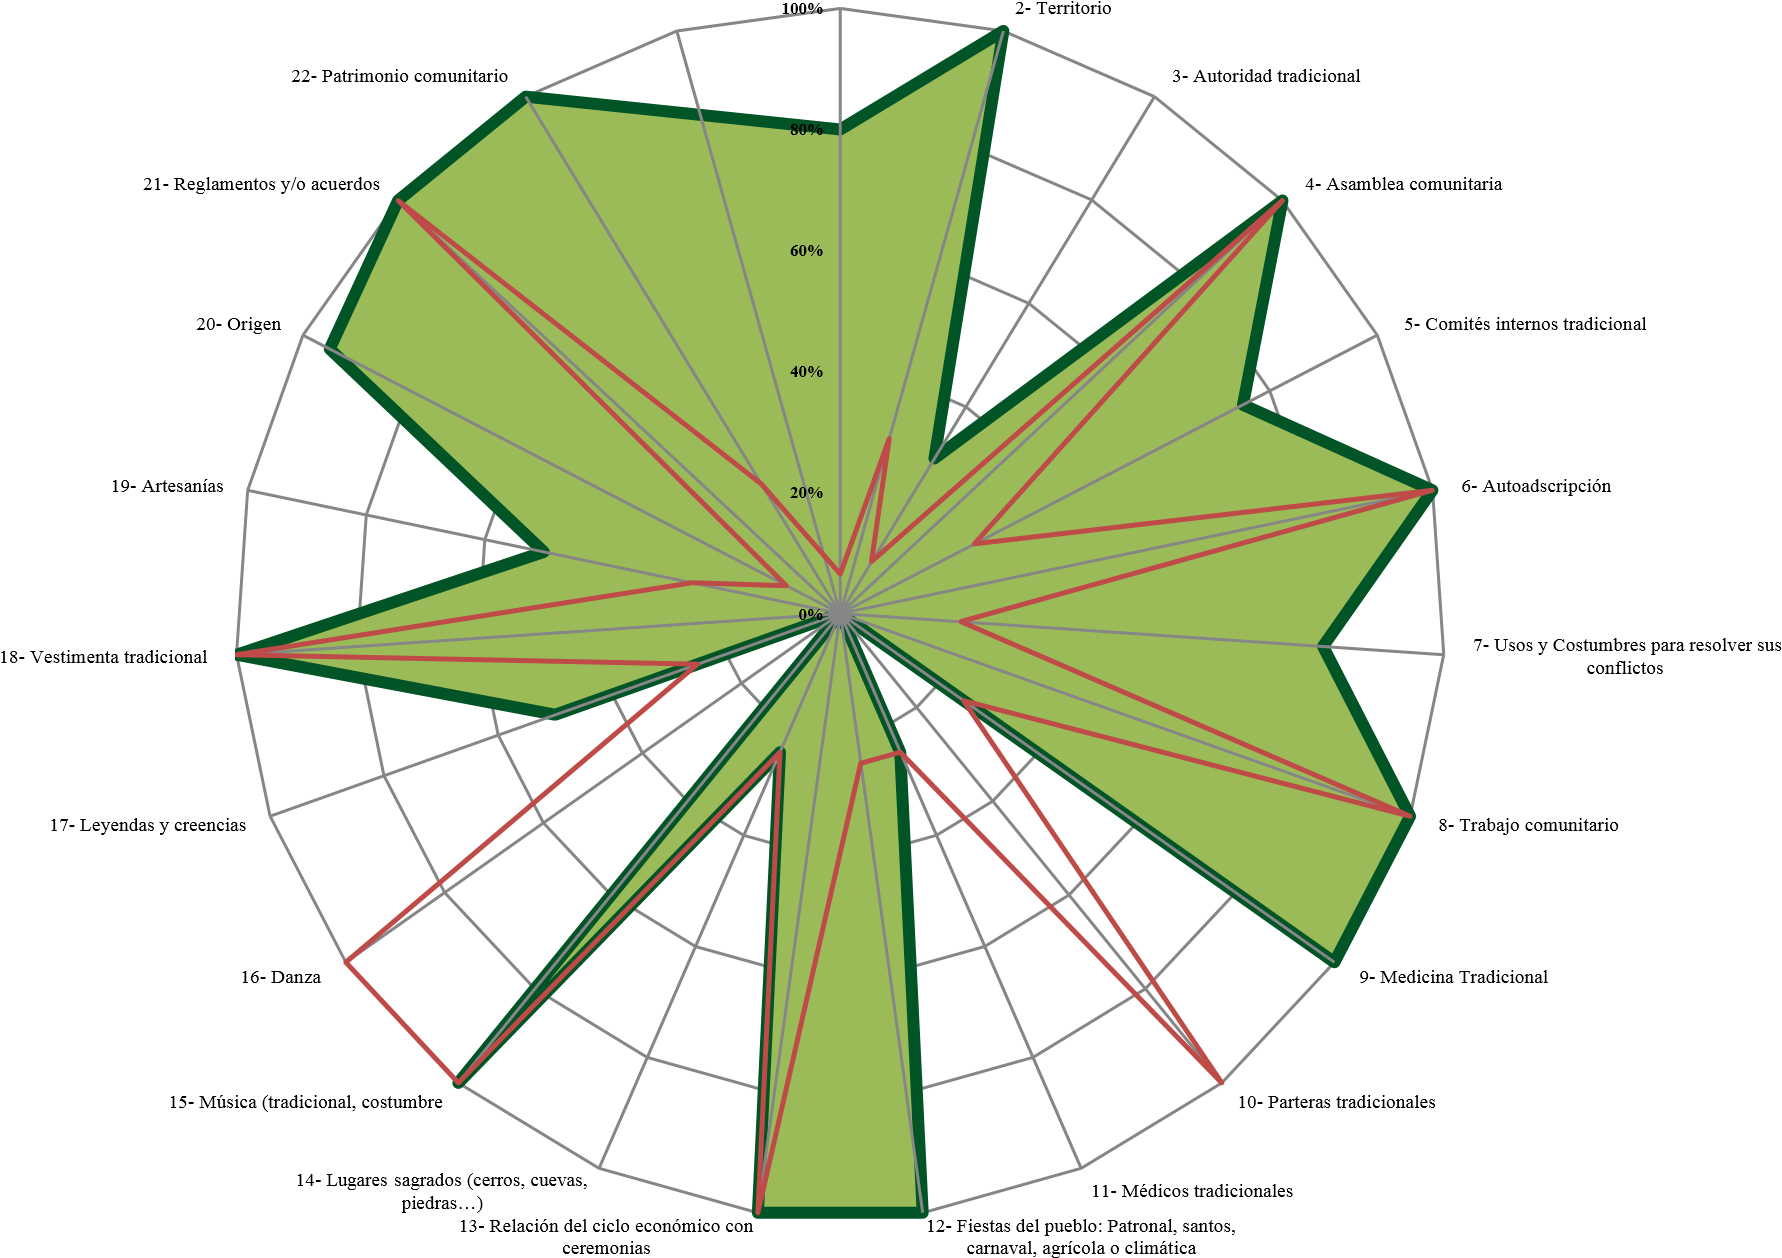 100%
80%
60%
40%
20%
0%
2- Territorio
3- Autoridad tradicional
4- Asamblea comunitaria
5- Comités internos tradicional
6- Autoadscripción
7- Usos y Costumbres para resolver sus
conflictos
8- Trabajo comunitario
9- Medicina Tradicional
10- Parteras tradicionales
11- Médicos tradicionales
12- Fiestas del pueblo: Patronal, santos,
carnaval, agrícola o climática
13- Relación del ciclo económico con
ceremonias
14- Lugares sagrados (cerros, cuevas,
piedras…)
15- Música (tradicional, costumbre
16- Danza
17- Leyendas y creencias
18- Vestimenta tradicional
19- Artesanías
20- Origen
21- Reglamentos y/o acuerdos
22- Patrimonio comunitario